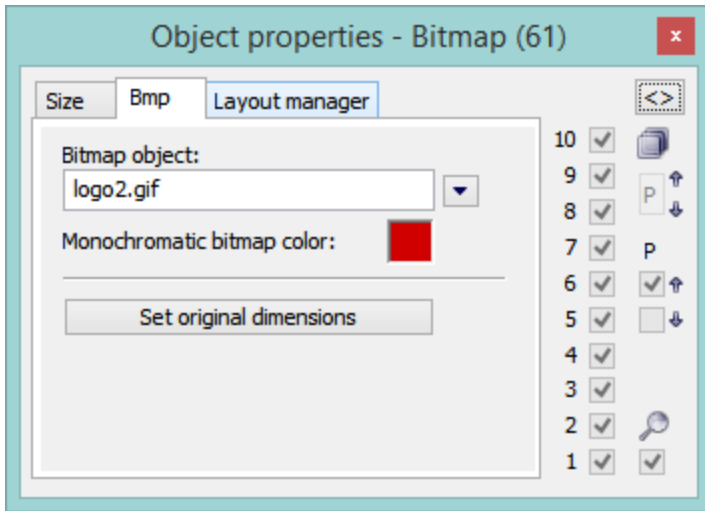 Object properties - Bitmap (61)
x
Size Bmp Layout manager
<>
Bitmap object:
logo2.gif
Monochromatic bitmap color:
Set original dimensions
10
9
P
8
7 P
6
5
4
3
2
1